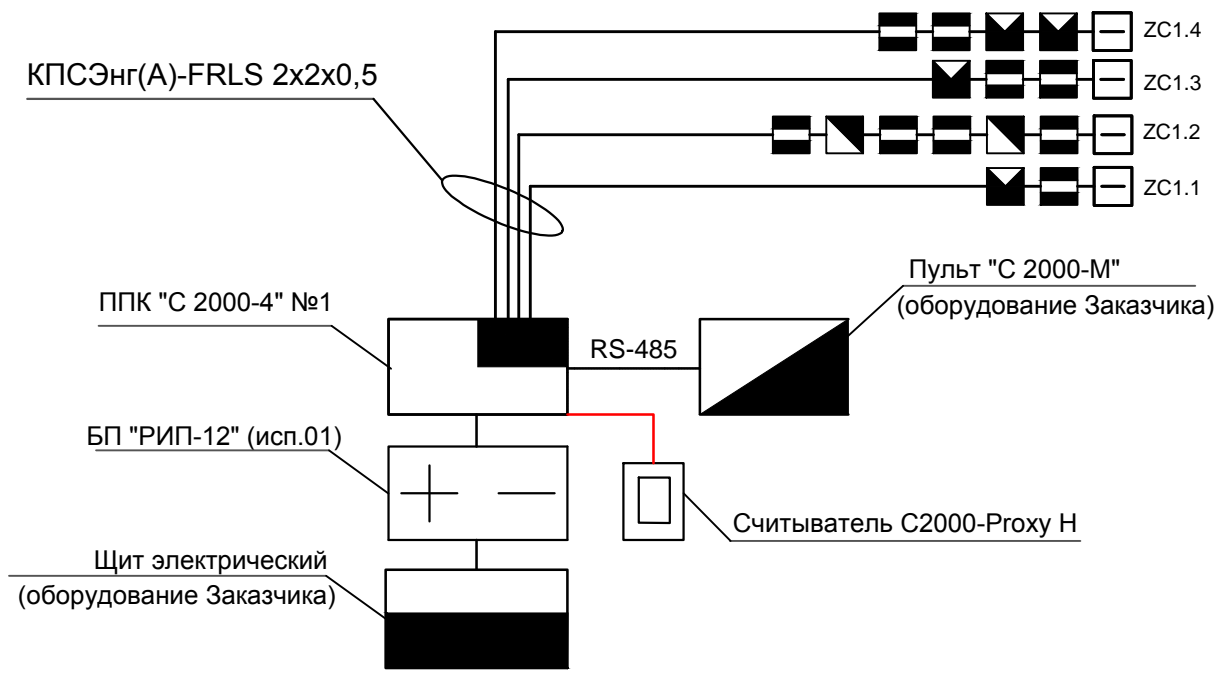 ZC1.4
КПСЭнг(А)-FRLS 2x2x0,5
ZC1.3
ZC1.2
ZC1.1
Пульт "С 2000-М"
(оборудование Заказчика)
ППК "С 2000-4" №1
RS-485
БП "РИП-12" (исп.01)
Считыватель С2000-Proxy H
Щит электрический
(оборудование Заказчика)